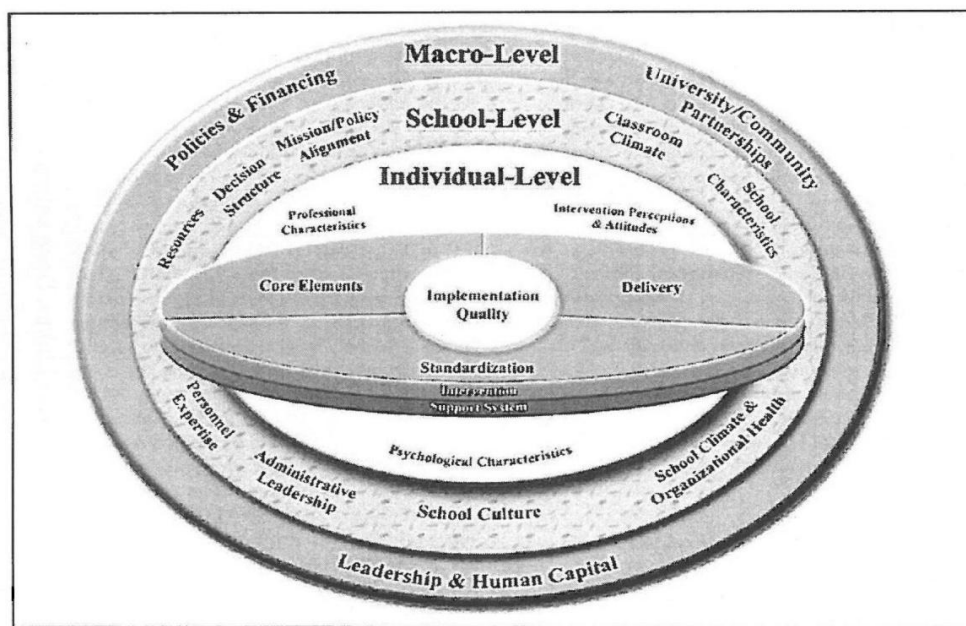 Macro-Level
Policies & Financing
University/Community
Partnerships
School-Level
Mission/Policy
Alignment
Decision
Structure
Resources
Classroom
Climate
School
Characteristics
Individual-Level
Professional
Characteristics
Intervention Perceptions
& Attitudes
Core Elements
Implementation
Quality
Delivery
Standardization
Intervention
Support System
Psychological Characteristics
Personnel
Expertise
Administrative
Leadership
School Culture
School Climate &
Organizational Health
Leadership & Human Capital